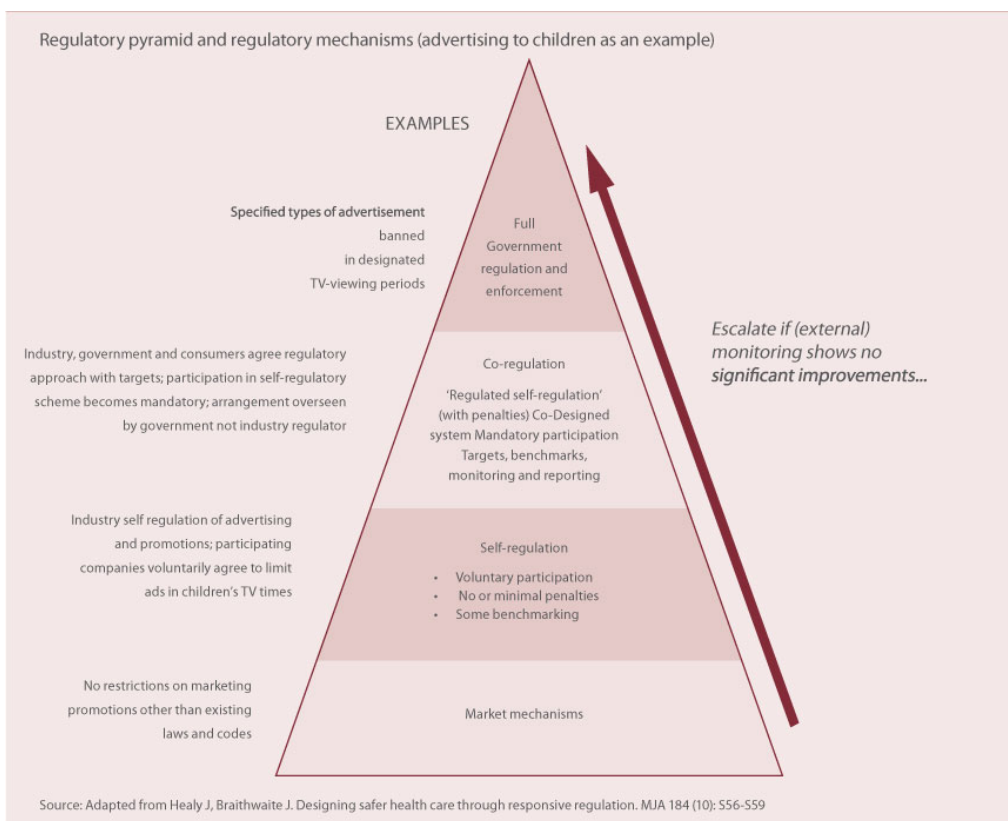 Regulatory pyramid and regulatory mechanisms (advertising to children as an example)
EXAMPLES
Specified types of advertisement
banned
in designated
TV-viewing periods
Full
Government
regulation and
enforcement
Escalate if (external)
monitoring shows no
significant improvements...
Industry, government and consumers agree regulatory
approach with targets; participation in self-regulatory
scheme becomes mandatory; arrangement overseen
by government not industry regulator
Co-regulation
‘Regulated self-regulation’
(with penalties) Co-Designed
system Mandatory participation
Targets, benchmarks,
monitoring and reporting
Industry self regulation of advertising
and promotions; participating
companies voluntarily agree to limit
ads in children’s TV times
Self-regulation
• Voluntary participation
• No or minimal penalties
• Some benchmarking
No restrictions on marketing
promotions other than existing
laws and codes
Market mechanisms
Source: Adapted from Healy J, Braithwaite J. Designing safer health care through responsive regulation. MJA 184 (10): S56-S59